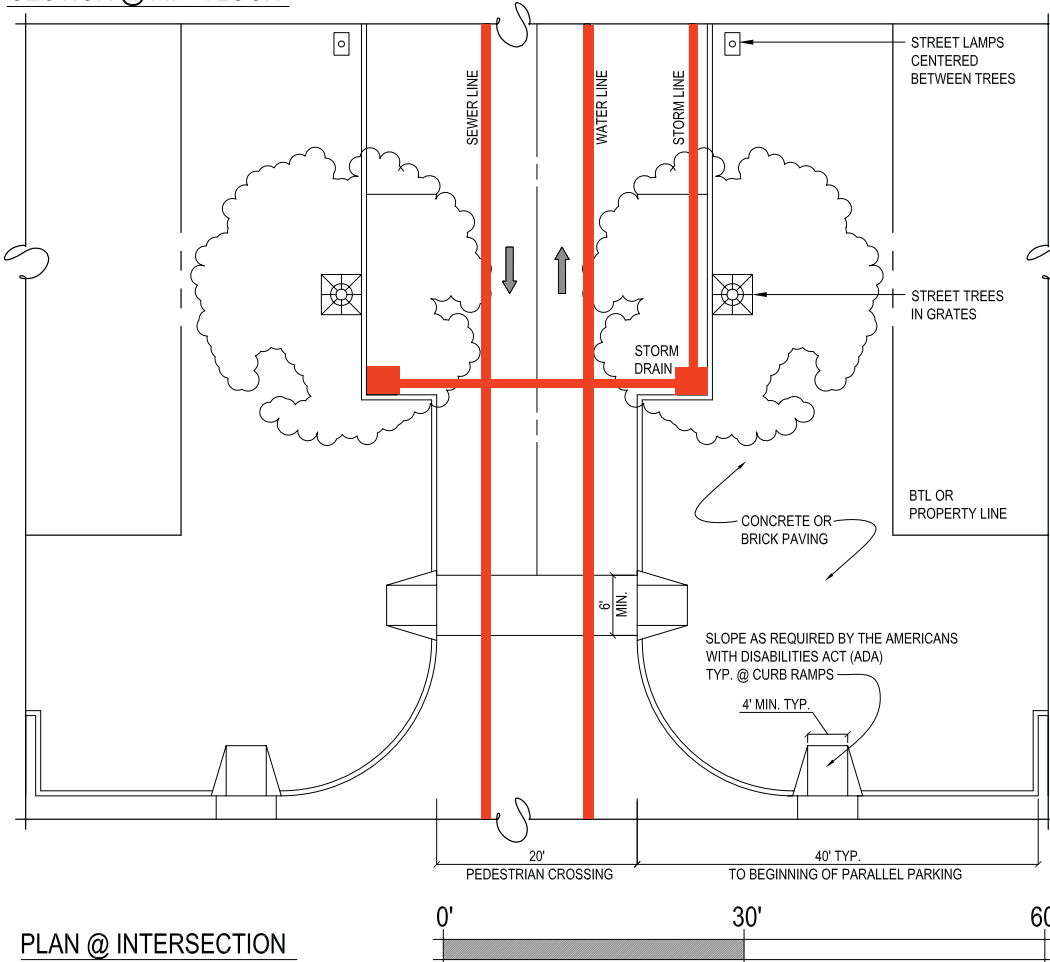 STREET LAMPS
CENTERED
BETWEEN TREES
SEWER LINE
WATER LINE
STORM LINE
STREET TREES
IN GRATES
STORM
DRAIN
BTL OR
PROPERTY LINE
CONCRETE OR
BRICK PAVING
6'
MIN.
SLOPE AS REQUIRED BY THE AMERICANS
WITH DISABILITIES ACT (ADA)
TYP. @ CURB RAMPS
4' MIN. TYP.
20'
PEDESTRIAN CROSSING
40' TYP.
TO BEGINNING OF PARALLEL PARKING
0'
30'
60
PLAN @ INTERSECTION